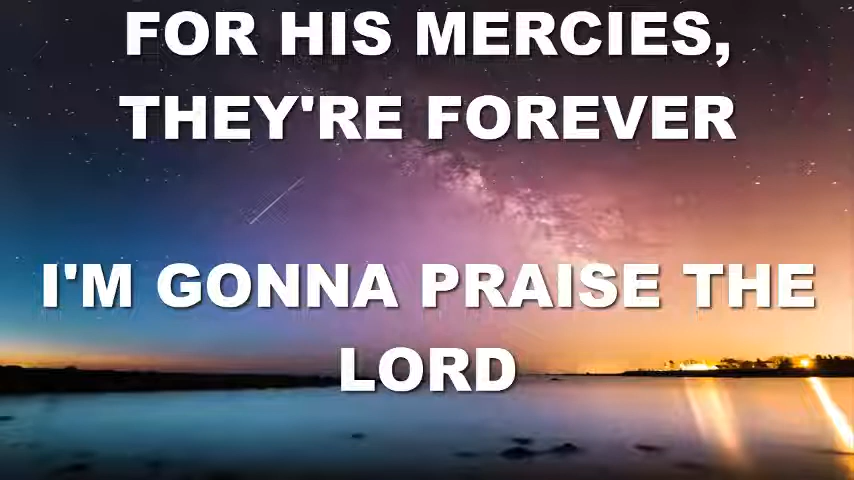 FOR HIS MERCIES,
THEY'RE FOREVER
I'M GONNA PRAISE THE
LORD